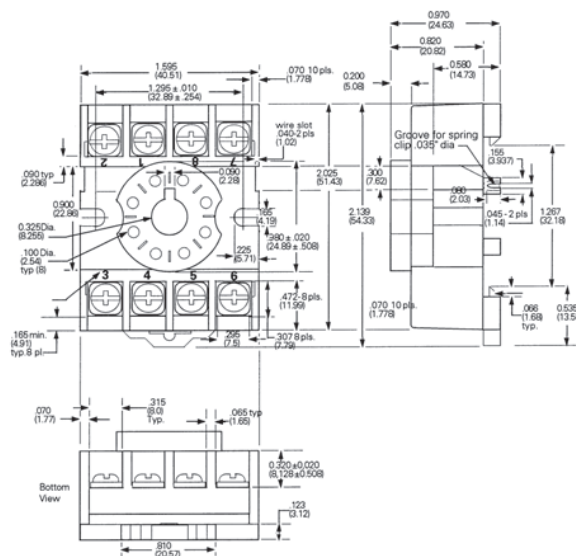 0.970
(24.63)
0.820
(20.82)
0.580
(14.73)
0.200
(5.08)
1.595
(40.51)
1.295 ± .010
(32.89 ± .254)
.070 10 pls.
(1.778)
wire slot
.040-2 pls
(1.02)
Groove for spring
clip .035" dia
.155
(3.937)
2 1 8 7
.090 typ
(2.286)
0.090
(2.28)
2.025
(51.43)
.300
(7.62)
.080
(2.03)
.045 - 2 pls
(1.14)
1.267
(32.18)
0.900
(22.86)
2.139
(54.33)
.165
(4.19)
0.325Dia.
(8.255)
.980 ± .020
(24.89 ± .508)
.100 Dia.
(2.54)
typ (8)
.225
(5.71)
3 4 5 6
.472-8 pls.
(11.99)
.070 10 pls.
(1.778)
.066
(1.68)
typ.
0.535
.165 min.
(4.91)
typ.8 pl
.295
(7.5)
.307 8 pls.
(7.79)
.070
(1.77)
.315
(8.0)
Typ.
.065 typ
(1.65)
0.320 ±0.020
(8,128 ±0.508)
Bottom
View
.123
(3.12)
.810
(20.57)